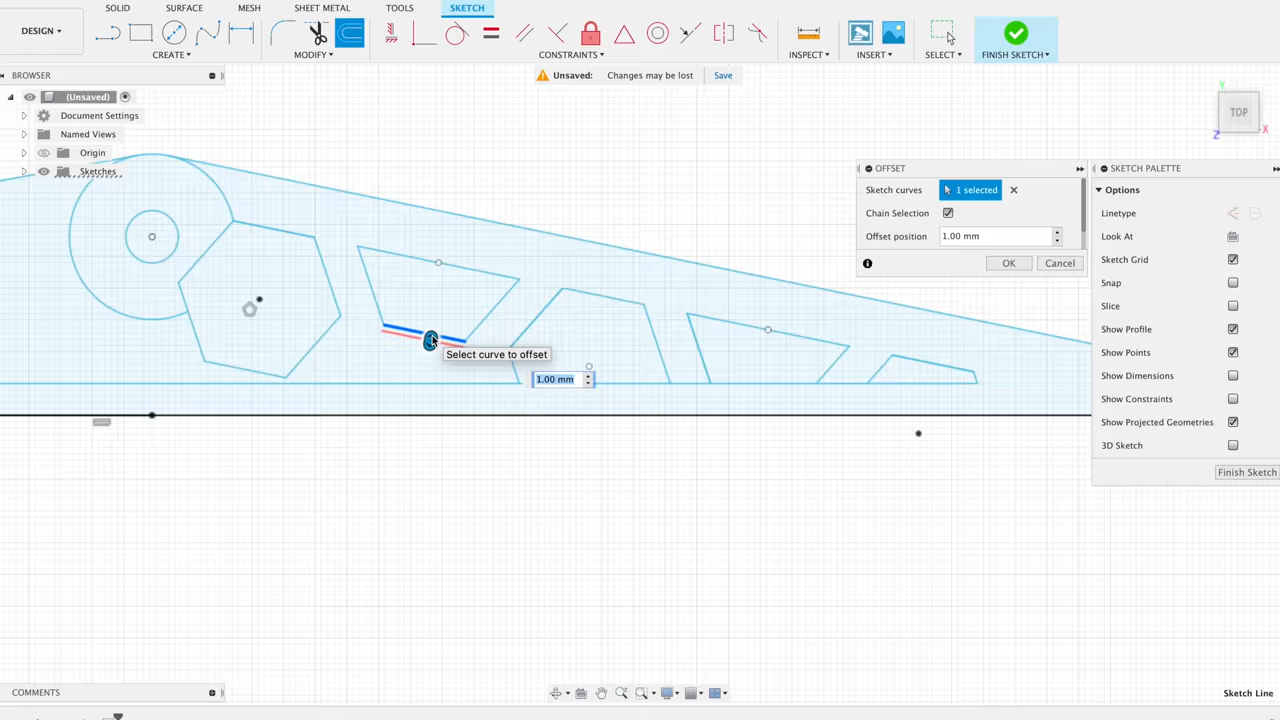 SOLID SURFACE MESH SHEET METAL TOOLS SKETCH
DESIGN
CREATE MODIFY CONSTRAINTS INSPECT INSERT SELECT FINISH SKETCH
BROWSER
Unsaved: Changes may be lost Save
(Unsaved)
Document Settings
Named Views
Origin
Sketches
TOP
Y
X
Z
OFFSET
Sketch curves 1 selected
Chain Selection
Offset position 1.00 mm
OK Cancel
SKETCH PALETTE
Options
Linetype
Look At
Sketch Grid
Snap
Slice
Show Profile
Show Points
Show Dimensions
Show Constraints
Show Projected Geometries
3D Sketch
Finish Sketch
Select curve to offset
1.00 mm
COMMENTS
Sketch Line